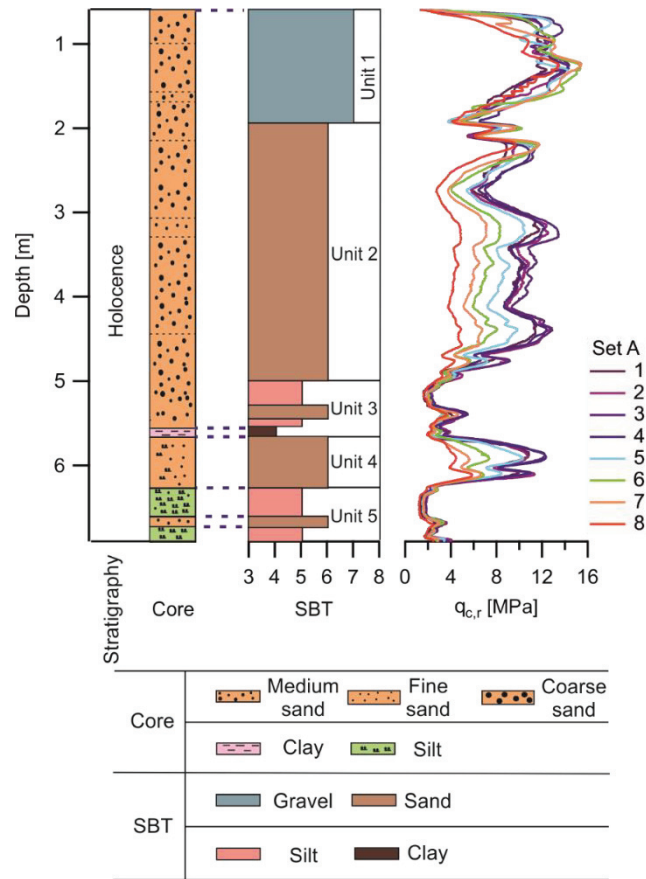 1
2
3
4
5
6
Depth [m]
Holocence
Unit 1
Unit 2
Unit 3
Unit 4
Unit 5
Set A
1
2
3
4
5
6
7
8
3 4 5 6 7 8
0 4 8 12 16
Stratigraphy
Core
SBT
qc,r [MPa]
Core
Medium sand
Fine sand
Coarse sand
Clay
Silt
SBT
Gravel
Sand
Silt
Clay